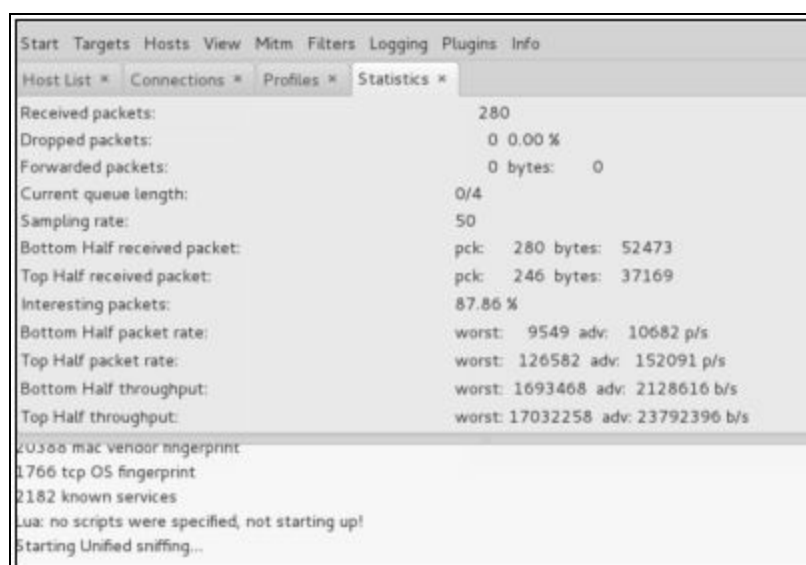 Start Targets Hosts View Mitm Filters Logging Plugins Info
Host List × Connections × Profiles × Statistics ×
Received packets: 280
Dropped packets: 0 0.00 %
Forwarded packets: 0 bytes: 0
Current queue length: 0/4
Sampling rate: 50
Bottom Half received packet: pck: 280 bytes: 52473
Top Half received packet: pck: 246 bytes: 37169
Interesting packets: 87.86 %
Bottom Half packet rate: worst: 9549 adv: 10682 p/s
Top Half packet rate: worst: 126582 adv: 152091 p/s
Bottom Half throughput: worst: 1693468 adv: 2128616 b/s
Top Half throughput: worst: 17032258 adv: 23792396 b/s
20388 mac vendor fingerprint
1766 tcp OS fingerprint
2182 known services
Lua: no scripts were specified, not starting up!
Starting Unified sniffing...